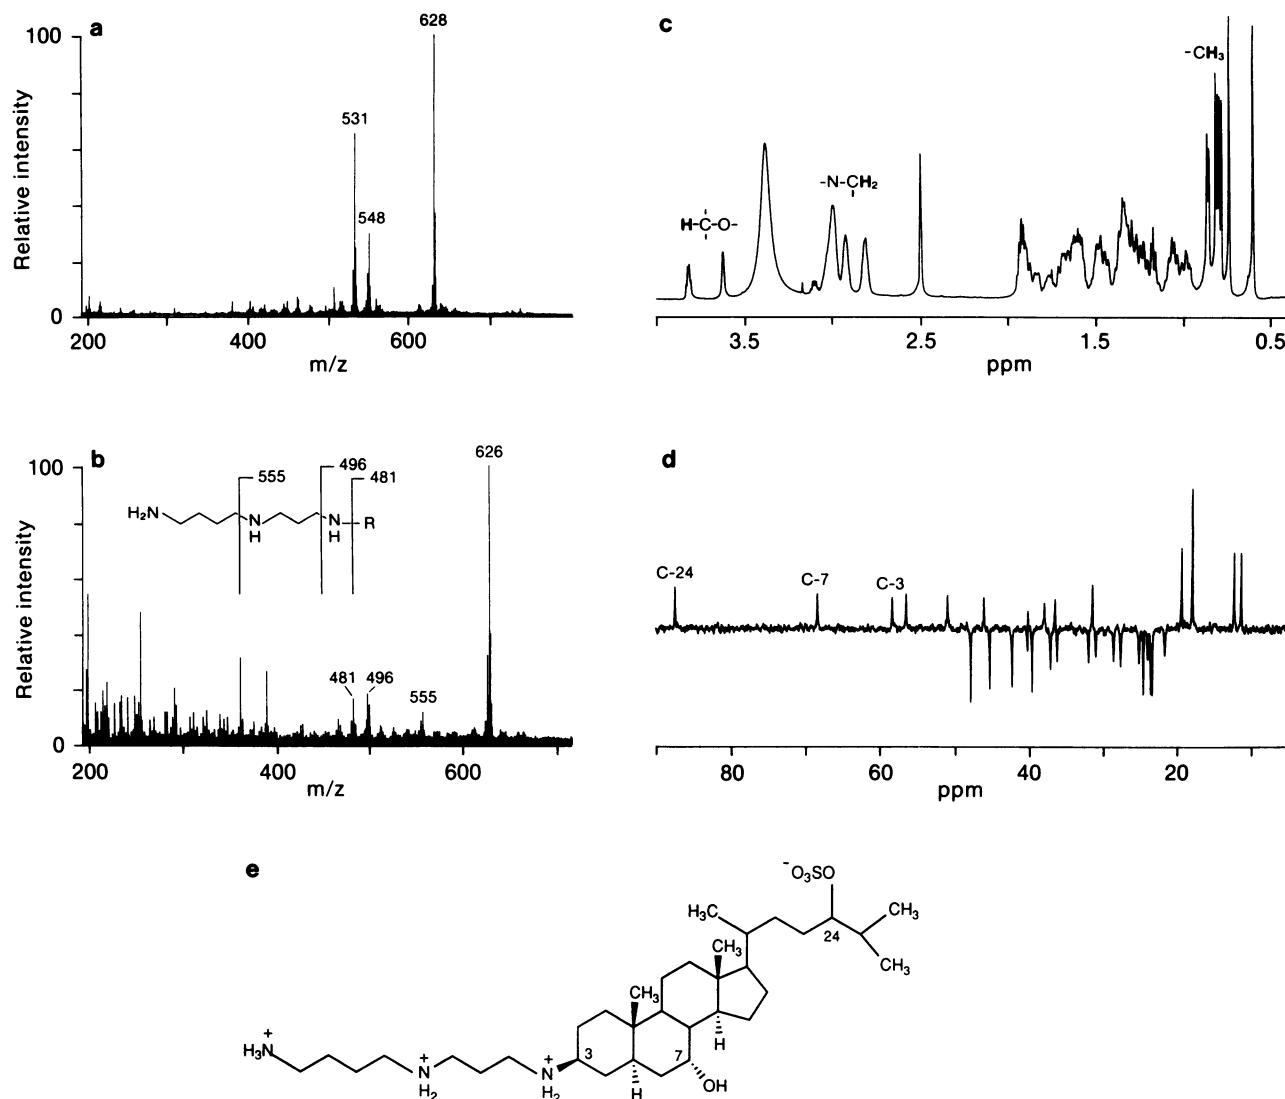 a
628
100
531
548
Relative intensity
0
200 400 600
m/z
c
-CH₃
-N-CH₂
H-C-O-
3.5 2.5 1.5 0.5
ppm
b
626
100
555
496
481
H₂N
N
H
N
H
R
481
496
555
Relative intensity
0
200 400 600
m/z
d
C-24
C-7
C-3
80 60 40 20
ppm
e
⁻O₃SO
H₃C
CH₃
24
CH₃
CH₃
CH₃
H
H₃N⁺
N⁺
H₂
N⁺
H₂
3
7
H
OH